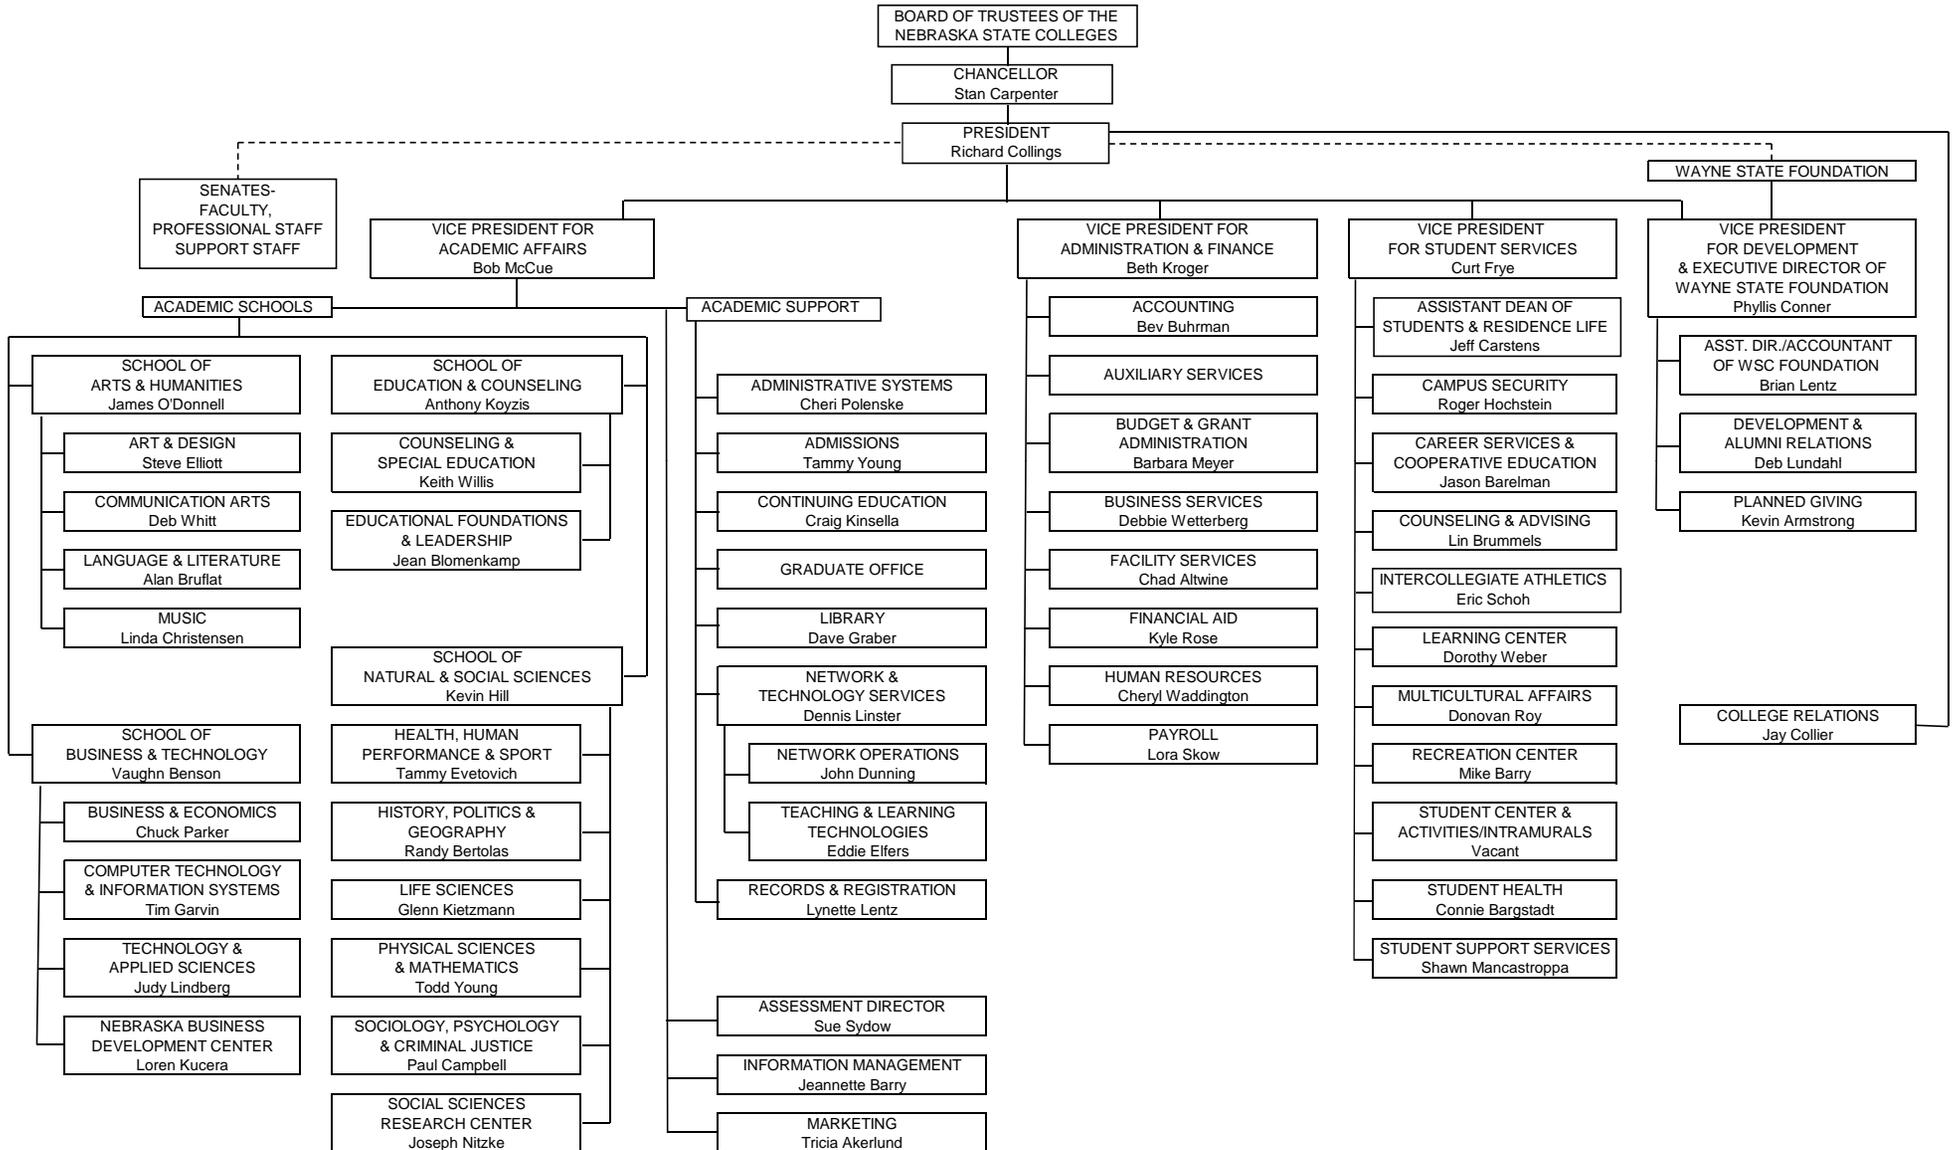 BOARD OF TRUSTEES OF THE
NEBRASKA STATE COLLEGES
CHANCELLOR
Stan Carpenter
PRESIDENT
Richard Collings
WAYNE STATE FOUNDATION
SENATES-
FACULTY,
PROFESSIONAL STAFF
SUPPORT STAFF
VICE PRESIDENT FOR
ACADEMIC AFFAIRS
Bob McCue
ACADEMIC SCHOOLS
SCHOOL OF
ARTS & HUMANITIES
James O'Donnell
ART & DESIGN
Steve Elliott
COMMUNICATION ARTS
Deb Whitt
LANGUAGE & LITERATURE
Alan Bruflat
MUSIC
Linda Christensen
SCHOOL OF
BUSINESS & TECHNOLOGY
Vaughn Benson
BUSINESS & ECONOMICS
Chuck Parker
COMPUTER TECHNOLOGY
& INFORMATION SYSTEMS
Tim Garvin
TECHNOLOGY &
APPLIED SCIENCES
Judy Lindberg
NEBRASKA BUSINESS
DEVELOPMENT CENTER
Loren Kucera
SCHOOL OF
EDUCATION & COUNSELING
Anthony Koyzis
COUNSELING &
SPECIAL EDUCATION
Keith Willis
EDUCATIONAL FOUNDATIONS
& LEADERSHIP
Jean Blomenkamp
SCHOOL OF
NATURAL & SOCIAL SCIENCES
Kevin Hill
HEALTH, HUMAN
PERFORMANCE & SPORT
Tammy Evetovich
HISTORY, POLITICS &
GEOGRAPHY
Randy Bertolas
LIFE SCIENCES
Glenn Kietzmann
PHYSICAL SCIENCES
& MATHEMATICS
Todd Young
SOCIOLOGY, PSYCHOLOGY
& CRIMINAL JUSTICE
Paul Campbell
SOCIAL SCIENCES
RESEARCH CENTER
Joseph Nitzke
ACADEMIC SUPPORT
ADMINISTRATIVE SYSTEMS
Cheri Polenske
ADMISSIONS
Tammy Young
CONTINUING EDUCATION
Craig Kinsella
GRADUATE OFFICE
LIBRARY
Dave Graber
NETWORK &
TECHNOLOGY SERVICES
Dennis Linster
NETWORK OPERATIONS
John Dunning
TEACHING & LEARNING
TECHNOLOGIES
Eddie Elfers
RECORDS & REGISTRATION
Lynette Lentz
ASSESSMENT DIRECTOR
Sue Sydow
INFORMATION MANAGEMENT
Jeannette Barry
MARKETING
Tricia Akerlund
VICE PRESIDENT FOR
ADMINISTRATION & FINANCE
Beth Kroger
ACCOUNTING
Bev Buhrman
AUXILIARY SERVICES
BUDGET & GRANT
ADMINISTRATION
Barbara Meyer
BUSINESS SERVICES
Debbie Wetterberg
FACILITY SERVICES
Chad Altwine
FINANCIAL AID
Kyle Rose
HUMAN RESOURCES
Cheryl Waddington
PAYROLL
Lora Skow
VICE PRESIDENT
FOR STUDENT SERVICES
Curt Frye
ASSISTANT DEAN OF
STUDENTS & RESIDENCE LIFE
Jeff Carstens
CAMPUS SECURITY
Roger Hochstein
CAREER SERVICES &
COOPERATIVE EDUCATION
Jason Barelman
COUNSELING & ADVISING
Lin Brummels
INTERCOLLEGIATE ATHLETICS
Eric Schoh
LEARNING CENTER
Dorothy Weber
MULTICULTURAL AFFAIRS
Donovan Roy
RECREATION CENTER
Mike Barry
STUDENT CENTER &
ACTIVITIES/INTRAMURALS
Vacant
STUDENT HEALTH
Connie Bargstadt
STUDENT SUPPORT SERVICES
Shawn Mancastroppa
VICE PRESIDENT
FOR DEVELOPMENT
& EXECUTIVE DIRECTOR OF
WAYNE STATE FOUNDATION
Phyllis Conner
ASST. DIR./ACCOUNTANT
OF WSC FOUNDATION
Brian Lentz
DEVELOPMENT &
ALUMNI RELATIONS
Deb Lundahl
PLANNED GIVING
Kevin Armstrong
COLLEGE RELATIONS
Jay Collier